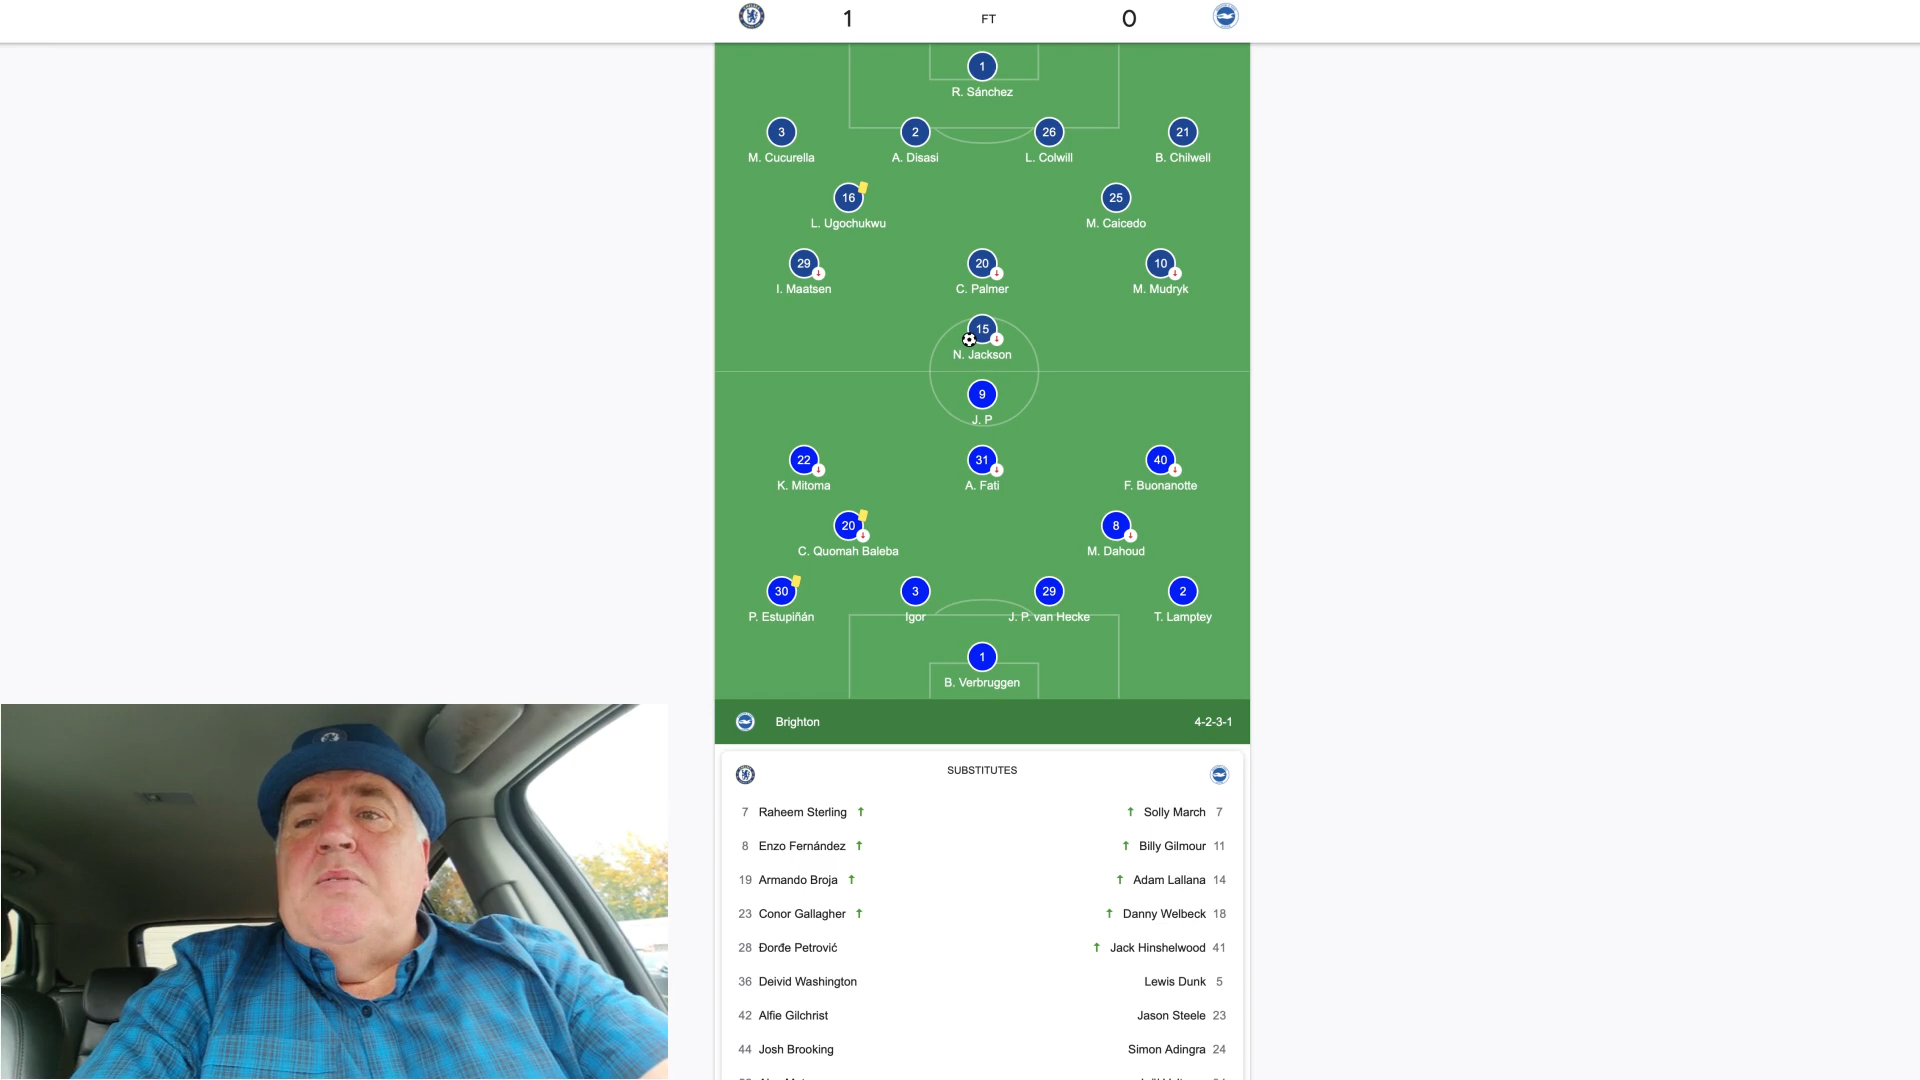 1 FT 0
1
R. Sánchez
3 2 26 21
M. Cucurella A. Disasi L. Colwill B. Chilwell
16 25
L. Ugochukwu M. Caicedo
29 20 10
I. Maatsen C. Palmer M. Mudryk
15
N. Jackson
9
J. P
22 31 40
K. Mitoma A. Fati F. Buonanotte
20 8
C. Quomah Baleba M. Dahoud
30 3 29 2
P. Estupiñán Igor J. P. van Hecke T. Lamptey
1
B. Verbruggen
Brighton 4-2-3-1
SUBSTITUTES
7 Raheem Sterling Solly March 7
8 Enzo Fernández Billy Gilmour 11
19 Armando Broja Adam Lallana 14
23 Conor Gallagher Danny Welbeck 18
28 Đorđe Petrović Jack Hinshelwood 41
36 Deivid Washington Lewis Dunk 5
42 Alfie Gilchrist Jason Steele 23
44 Josh Brooking Simon Adingra 24